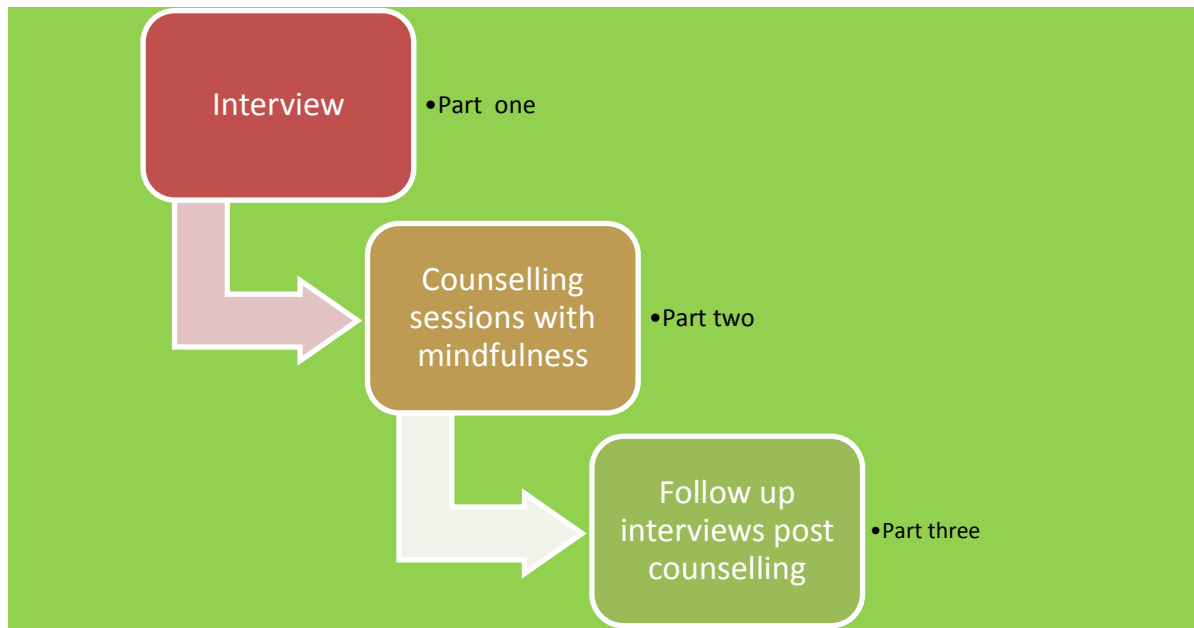 Interview
•Part  one
Counselling
sessions with
mindfulness
•Part two
Follow up
interviews post
counselling
•Part three